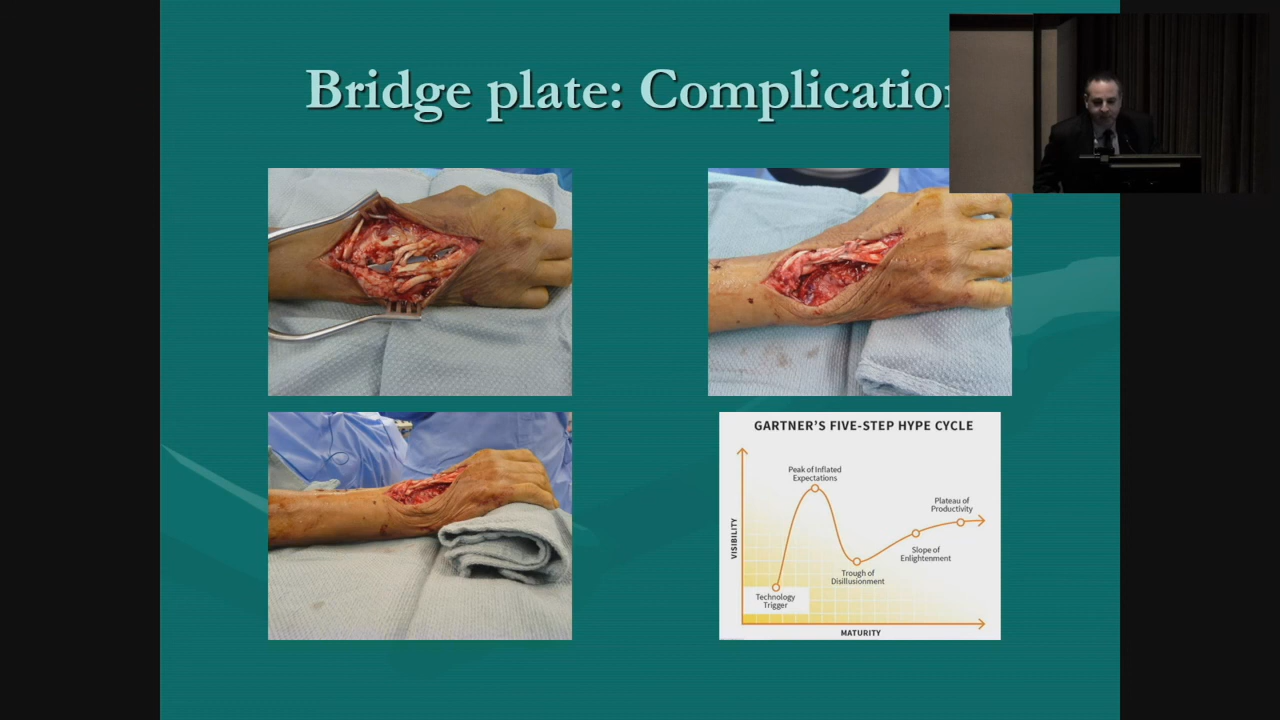 Bridge plate: Complication
GARTNER'S FIVE-STEP HYPE CYCLE
Peak of Inflated
Expectations
Plateau of
Productivity
VISIBILITY
Slope of
Enlightenment
Trough of
Disillusionment
Technology
Trigger
MATURITY